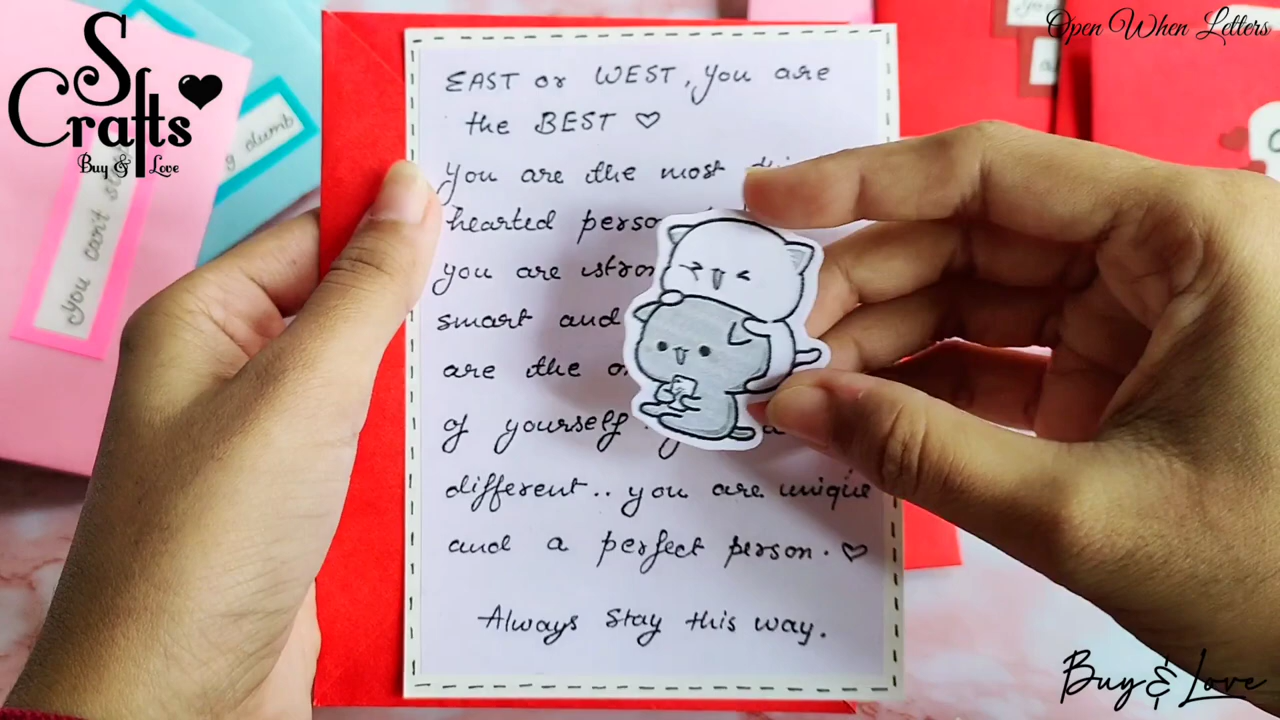 S
Crafts
Buy & Love
Open When Letters
you can't
g dumb
EAST or WEST, you are
the BEST ♡
you are the most
hearted
you are
smart and
are the
of yourself
different.. you are unique
and a perfect person. ♡
Always Stay this way.
Buy & Love